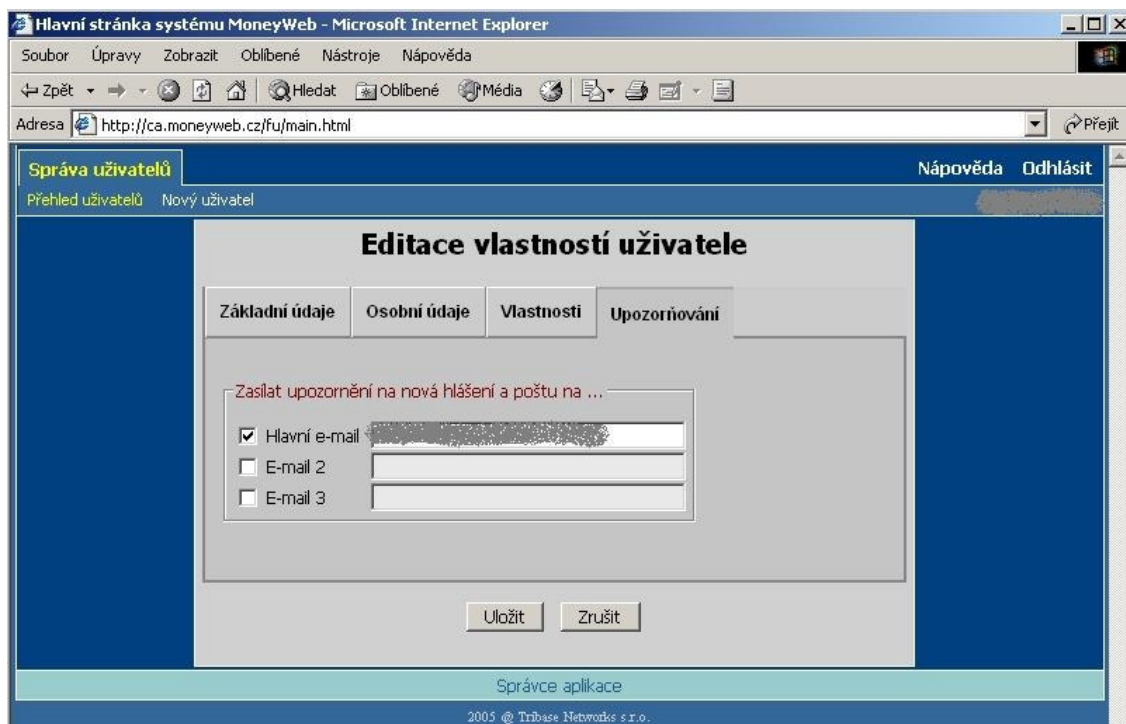 Hlavní stránka systému MoneyWeb - Microsoft Internet Explorer
Soubor Úpravy Zobrazit Oblíbené Nástroje Nápověda
Zpět Hledat Oblíbené Média
Adresa http://ca.moneyweb.cz/fu/main.html Přejít
Správa uživatelů Nápověda Odhlásit
Přehled uživatelů Nový uživatel
Editace vlastností uživatele
Základní údaje Osobní údaje Vlastnosti Upozorňování
Zasílat upozornění na nová hlášení a poštu na ...
Hlavní e-mail
E-mail 2
E-mail 3
Uložit Zrušit
Správce aplikace
2005 @ Tribase Networks s.r.o.